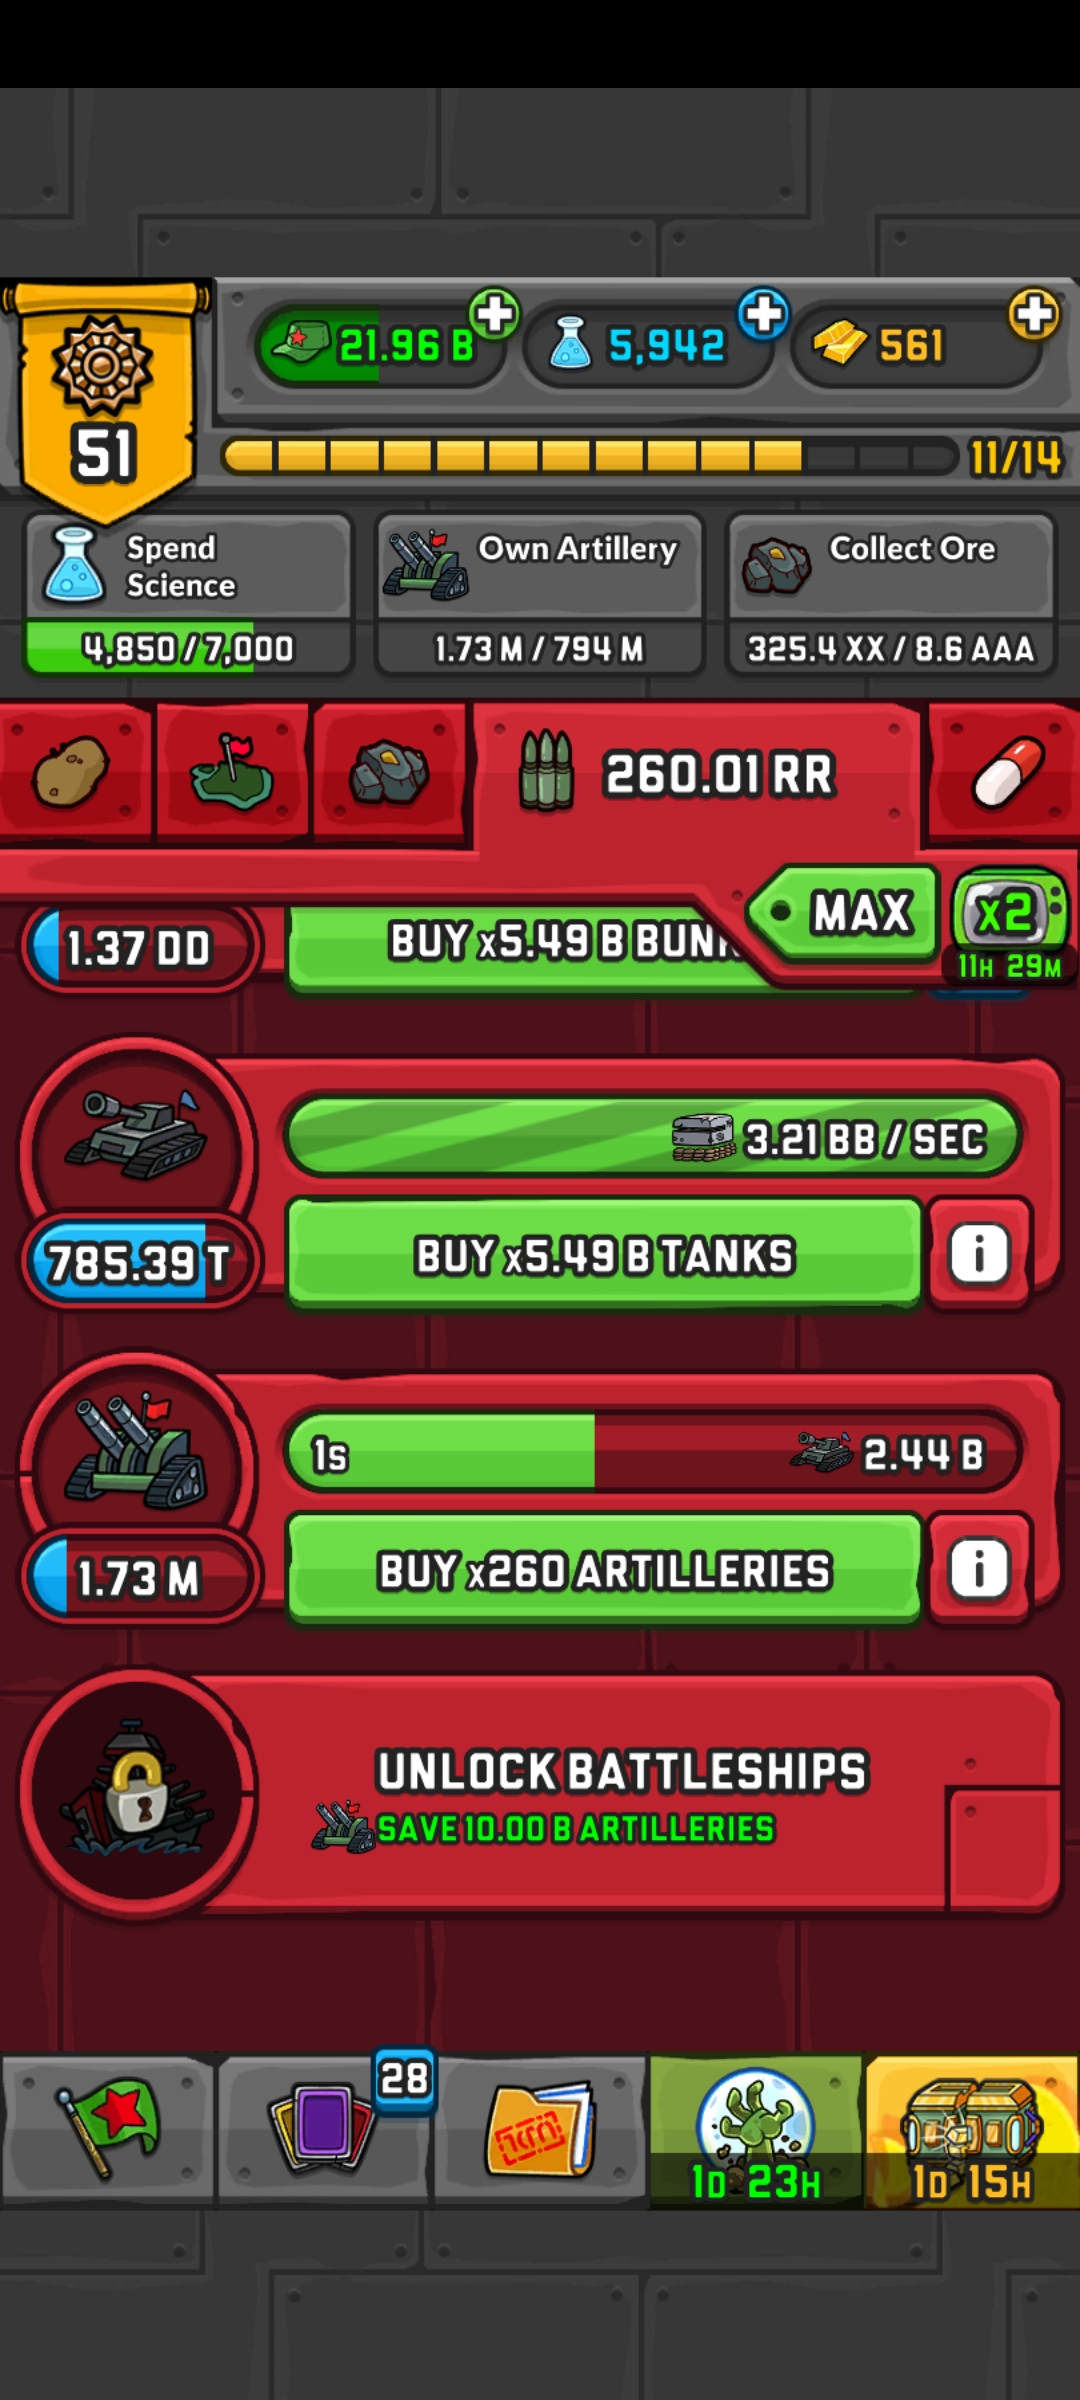 21.96 B
5,942
561
51
11/14
Spend
Science
4,850/7,000
Own Artillery
1.73 M / 794 M
Collect Ore
325.4 XX / 8.6 AAA
260.01 RR
MAX
x2
11H 29M
1.37 DD
BUY x5.49 B
3.21 BB / SEC
785.39 T
BUY x5.49 B TANKS
i
1s
2.44 B
1.73 M
BUY x260 ARTILLERIES
i
UNLOCK BATTLESHIPS
SAVE 10.00 B ARTILLERIES
28
1D 23H
1D 15H